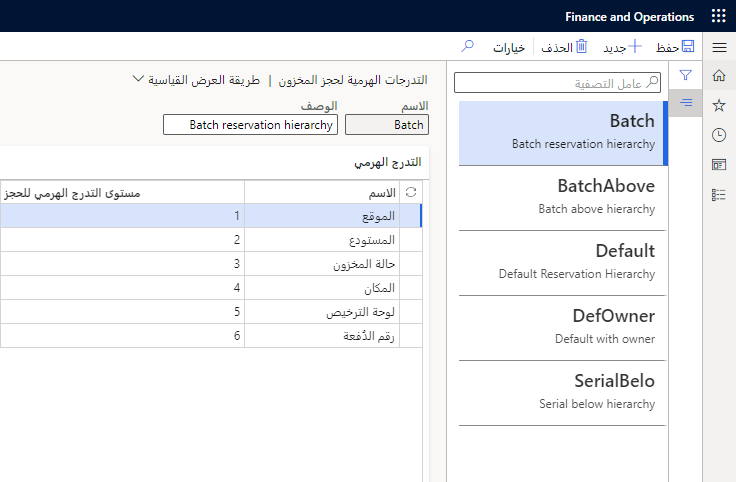 Finance and Operations
حفظ
جديد
الحذف
خيارات
عامل التصفية
Batch
Batch reservation hierarchy
BatchAbove
Batch above hierarchy
Default
Default Reservation Hierarchy
DefOwner
Default with owner
SerialBelo
Serial below hierarchy
التدرجات الهرمية لحجز المخزون | طريقة العرض القياسية
الاسم الوصف
Batch Batch reservation hierarchy
التدرج الهرمي
الاسم مستوى التدرج الهرمي للحجز
الموقع 1
المستودع 2
حالة المخزون 3
المكان 4
لوحة الترخيص 5
رقم الدُفعة 6